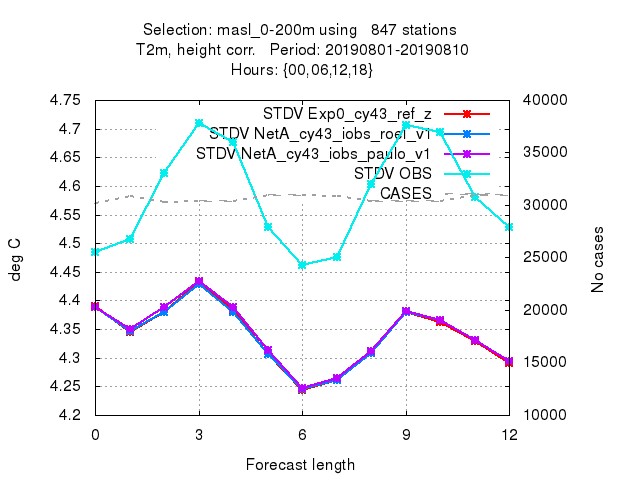 Selection: masl_0-200m using   847 stations
T2m, height corr.   Period: 20190801-20190810
Hours: {00,06,12,18}
STDV Exp0_cy43_ref_z
STDV NetA_cy43_iobs_roel_v1
STDV NetA_cy43_iobs_paulo_v1
STDV OBS
CASES
4.75
4.7
4.65
4.6
4.55
4.5
4.45
4.4
4.35
4.3
4.25
4.2
deg C
40000
35000
30000
25000
20000
15000
10000
No cases
0 3 6 9 12
Forecast length